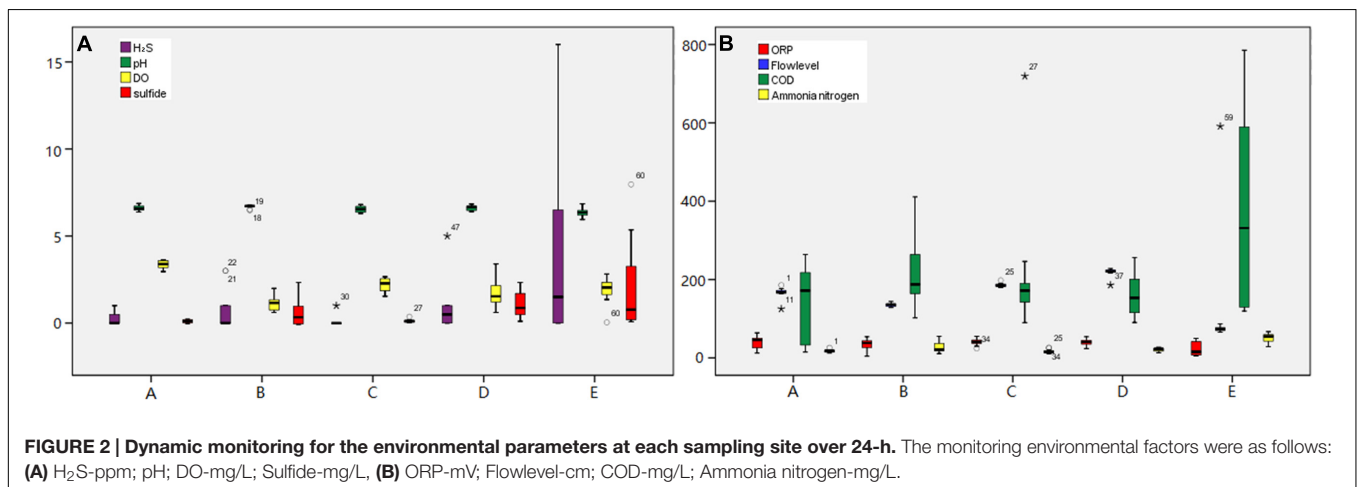 A
H₂S
pH
DO
sulfide
15
10
5
0
22
21
19
18
30
27
47
60
60
A B C D E
B
ORP
Flowlevel
COD
Ammonia nitrogen
800
600
400
200
0
1
11
1
27
25
34
25
34
37
59
A B C D E
FIGURE 2 | Dynamic monitoring for the environmental parameters at each sampling site over 24-h. The monitoring environmental factors were as follows:
(A) H₂S-ppm; pH; DO-mg/L; Sulfide-mg/L, (B) ORP-mV; Flowlevel-cm; COD-mg/L; Ammonia nitrogen-mg/L.